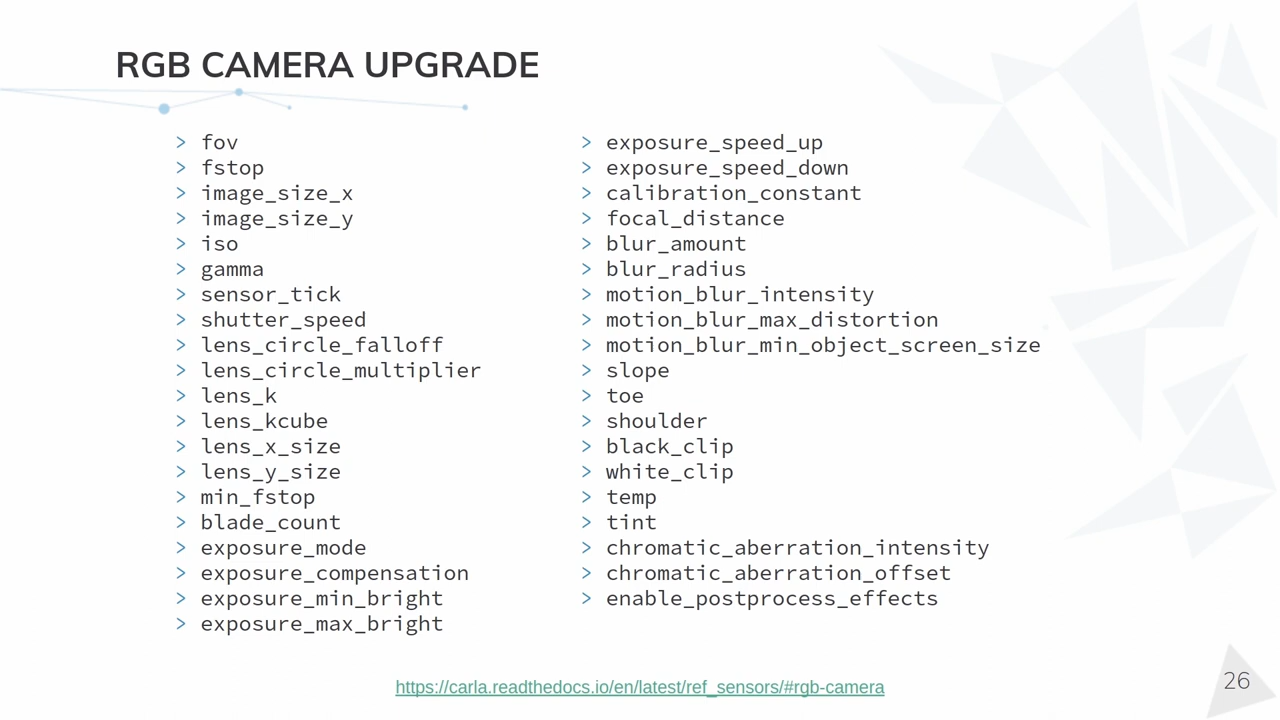 RGB CAMERA UPGRADE
> fov
> fstop
> image_size_x
> image_size_y
> iso
> gamma
> sensor_tick
> shutter_speed
> lens_circle_falloff
> lens_circle_multiplier
> lens_k
> lens_kcube
> lens_x_size
> lens_y_size
> min_fstop
> blade_count
> exposure_mode
> exposure_compensation
> exposure_min_bright
> exposure_max_bright
> exposure_speed_up
> exposure_speed_down
> calibration_constant
> focal_distance
> blur_amount
> blur_radius
> motion_blur_intensity
> motion_blur_max_distortion
> motion_blur_min_object_screen_size
> slope
> toe
> shoulder
> black_clip
> white_clip
> temp
> tint
> chromatic_aberration_intensity
> chromatic_aberration_offset
> enable_postprocess_effects
https://carla.readthedocs.io/en/latest/ref_sensors/#rgb-camera
26